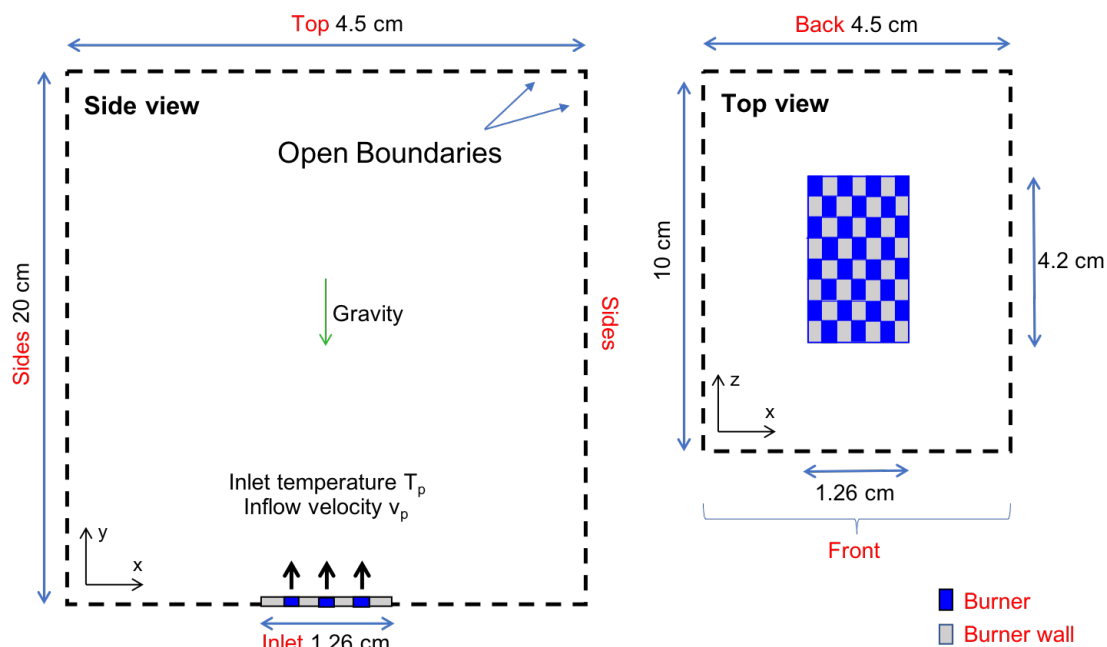 Top 4.5 cm
Side view
Open Boundaries
Sides 20 cm
Gravity
Sides
Inlet temperature Tp
Inflow velocity vp
y
x
Inlet 1.26 cm
Back 4.5 cm
Top view
10 cm
4.2 cm
z
x
1.26 cm
Front
Burner
Burner wall